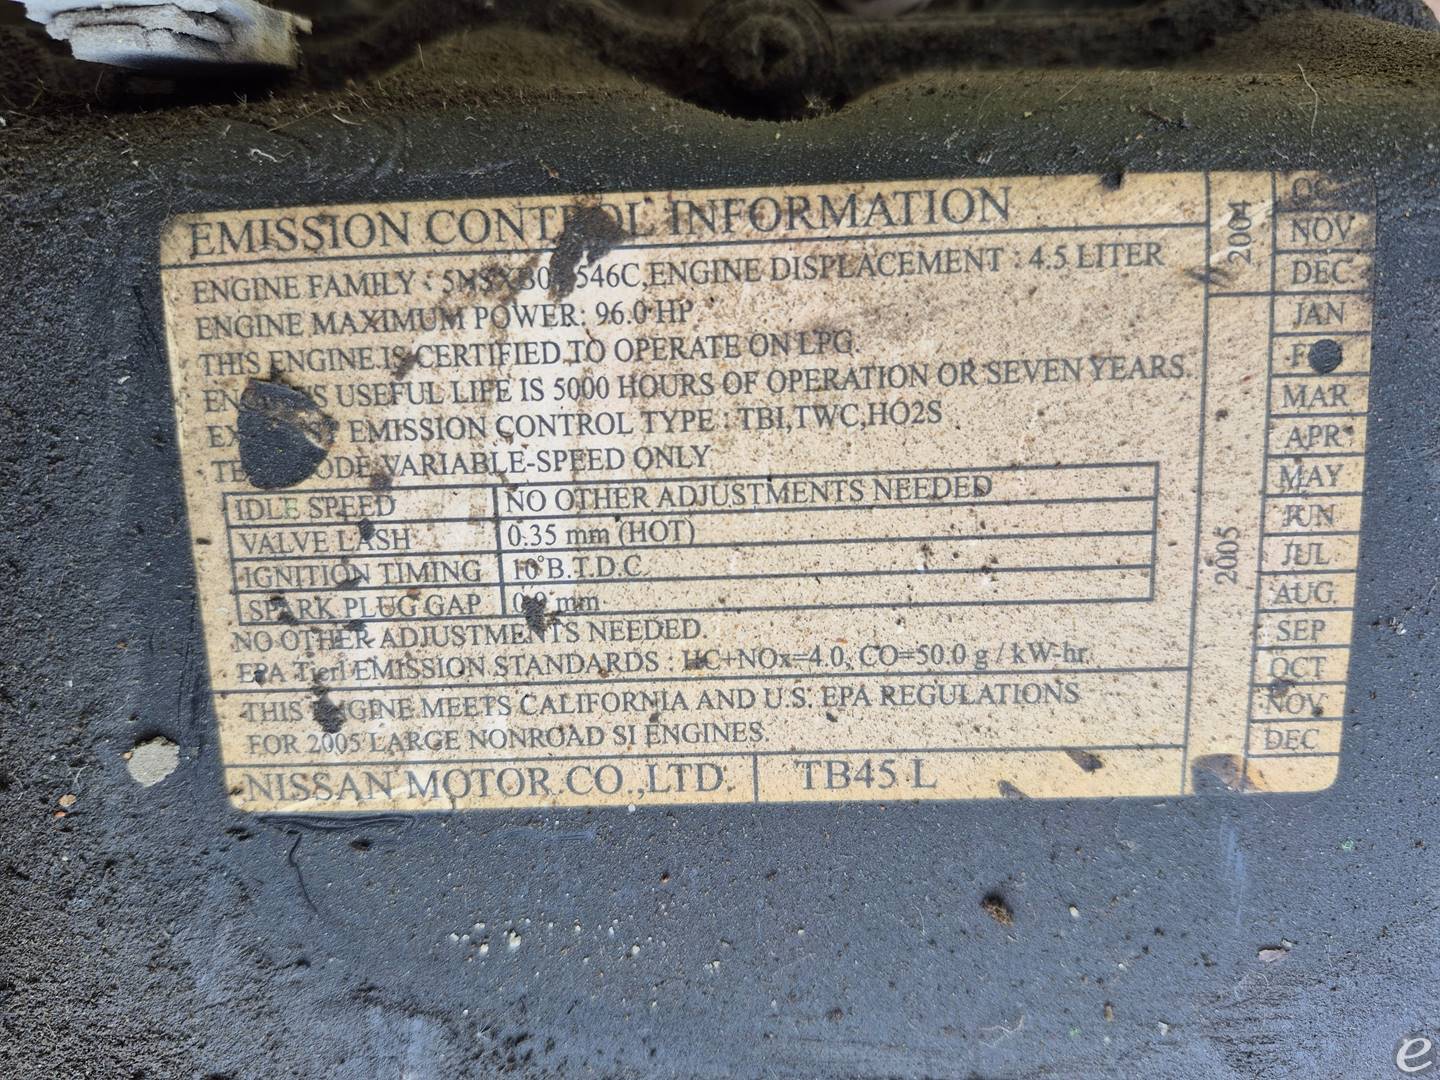 EMISSION CONTROL INFORMATION
ENGINE FAMILY : ENGINE DISPLACEMENT : 4.5 LITER
ENGINE MAXIMUM POWER: 96.0 HP
THIS ENGINE IS CERTIFIED TO OPERATE ON LPG.
USEFUL LIFE IS 5000 HOURS OF OPERATION OR SEVEN YEARS.
EMISSION CONTROL TYPE : TBI,TWC,HO2S
VARIABLE-SPEED ONLY
IDLE SPEED NO OTHER ADJUSTMENTS NEEDED
VALVE LASH 0.35 mm (HOT)
IGNITION TIMING 10° B.T.D.C.
SPARK PLUG GAP mm
NO OTHER ADJUSTMENTS NEEDED.
EPA Tier1 EMISSION STANDARDS : HC+NOx=4.0, CO=50.0 g / kW-hr.
THIS ENGINE MEETS CALIFORNIA AND U.S. EPA REGULATIONS
FOR 2005 LARGE NONROAD SI ENGINES.
NISSAN MOTOR CO.,LTD. TB45 L
2004
NOV
DEC
2005
JAN
MAR
APR
MAY
JUN
JUL
AUG
SEP
OCT
NOV
DEC
e